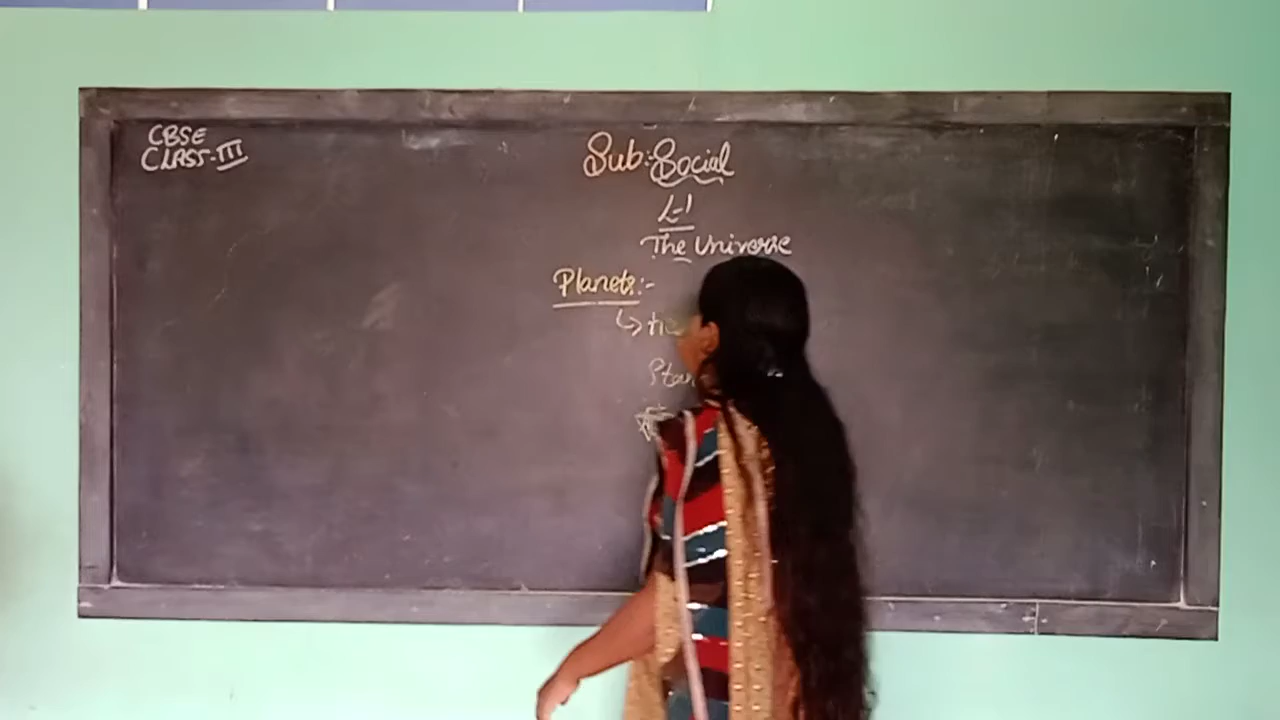 CBSE
CLASS-III
Sub:-Social
L-1
The Universe
Planets:-